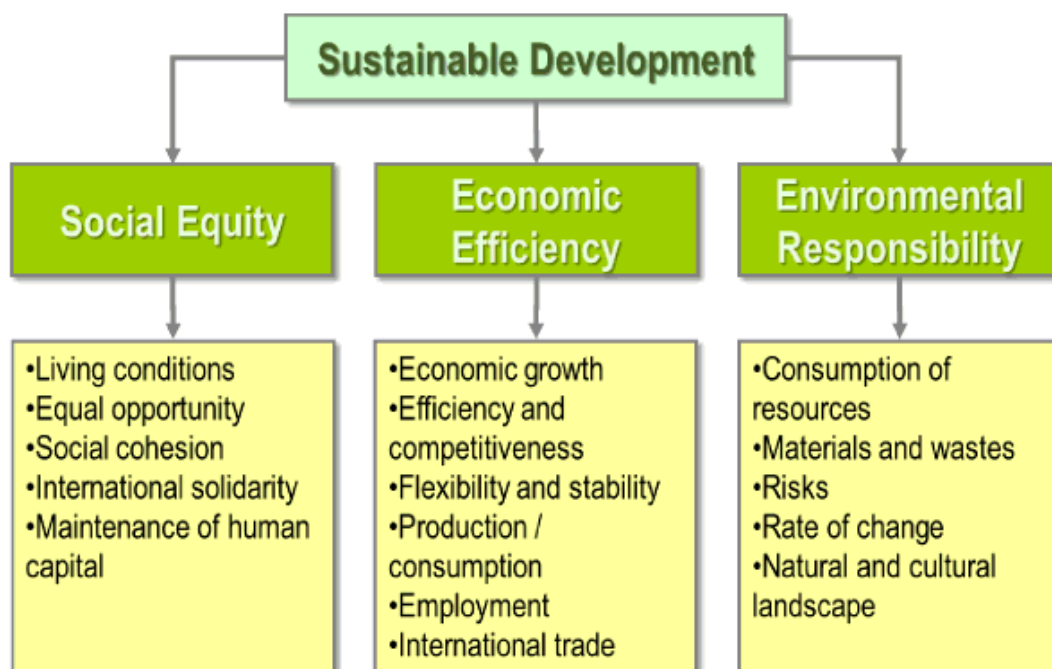 Sustainable Development
Social Equity
Economic
Efficiency
Environmental
Responsibility
•Living conditions
•Equal opportunity
•Social cohesion
•International solidarity
•Maintenance of human
capital
•Economic growth
•Efficiency and
competitiveness
•Flexibility and stability
•Production /
consumption
•Employment
•International trade
•Consumption of
resources
•Materials and wastes
•Risks
•Rate of change
•Natural and cultural
landscape